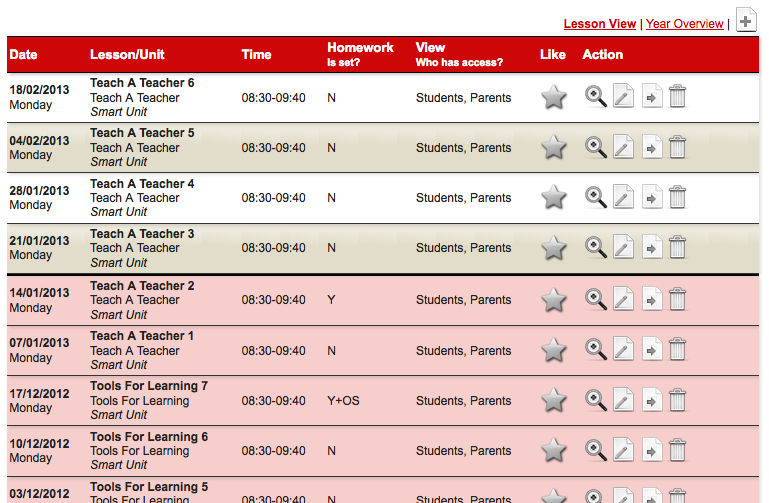 Lesson View | Year Overview |
Date Lesson/Unit Time Homework View Like Action
Is set? Who has access?
18/02/2013 Teach A Teacher 6
Monday Teach A Teacher 08:30-09:40 N Students, Parents
Smart Unit
04/02/2013 Teach A Teacher 5
Monday Teach A Teacher 08:30-09:40 N Students, Parents
Smart Unit
28/01/2013 Teach A Teacher 4
Monday Teach A Teacher 08:30-09:40 N Students, Parents
Smart Unit
21/01/2013 Teach A Teacher 3
Monday Teach A Teacher 08:30-09:40 N Students, Parents
Smart Unit
14/01/2013 Teach A Teacher 2
Monday Teach A Teacher 08:30-09:40 Y Students, Parents
Smart Unit
07/01/2013 Teach A Teacher 1
Monday Teach A Teacher 08:30-09:40 N Students, Parents
Smart Unit
17/12/2012 Tools For Learning 7
Monday Tools For Learning 08:30-09:40 Y+OS Students, Parents
Smart Unit
10/12/2012 Tools For Learning 6
Monday Tools For Learning 08:30-09:40 N Students, Parents
Smart Unit
03/12/2012 Tools For Learning 5
Tools For Learning 08:30-09:40 N Students, Parents